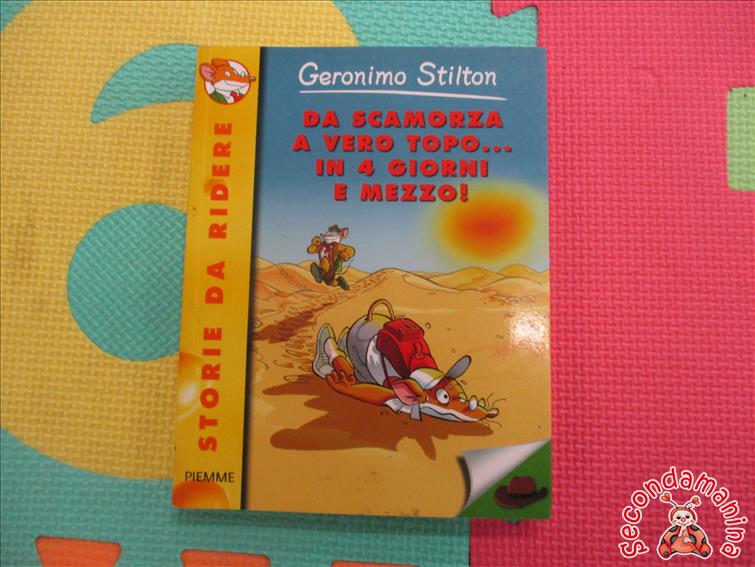 Geronimo Stilton
DA SCAMORZA
A VERO TOPO...
IN 4 GIORNI
E MEZZO!
STORIE DA RIDERE
PIEMME
Secondamanina